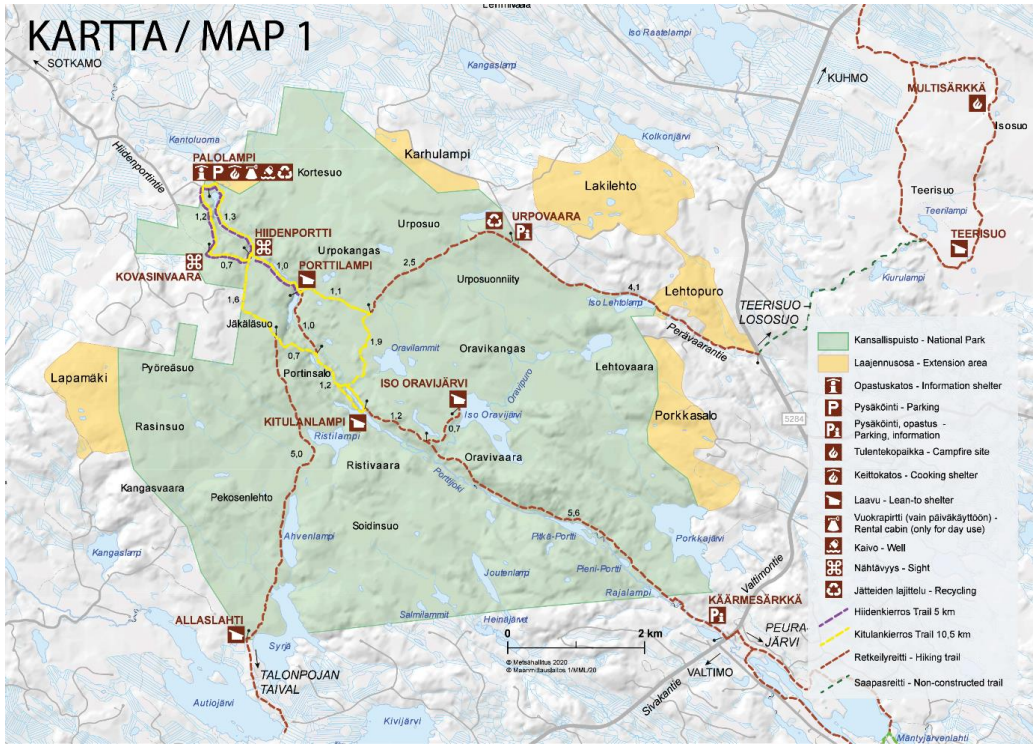 Lehmivaara
KARTTA / MAP 1
SOTKAMO
Iso Raatelampi
Kangaslampi
KUHMO
MULTISÄRKKÄ
Isosuo
Kantoluoma
Hiidenportintie
Karhulampi
Kolkonjärvi
PALOLAMPI
Kortesuo
Lakilehto
Teerisuo
Teerilampi
1,2
1,3
Urposuo
URPOVAARA
TEERISUO
HIIDENPORTTI
Urpokangas
KOVASINVAARA
0,7
1,0
PORTTILAMPI
2,5
Urposuonniity
4,1
Kiurulampi
1,6
1,1
Iso Lehtolamp
Lehtopuro
TEERISUO
LOSOSUO
Jäkäläsuo
1,0
Perävaarantie
Pyöreäsuo
0,7
1,9
Oravilammit
Oravikangas
Lehtovaara
Lapamäki
Portinsalo
1,2
ISO ORAVIJÄRVI
Oravipuro
Rasinsuo
KITULANLAMPI
1,2
0,7
Iso Oravijärvi
Porkkasalo
5284
Ristilampi
5,0
Ristivaara
Oravivaara
Kangasvaara
Pekosenlehto
Porttijoki
5,6
Soidinsuo
Ahvenlampi
Pitkä-Portti
Porkkajärvi
Kangaslamp
Joutenlamp
Pieni-Portti
Rajalampi
Valtimontie
Salmilammit
Heinäjärvet
KÄÄRMESÄRKKÄ
ALLASLAHTI
Syrjä
0
2 km
PEURA-
JÄRVI
© Metsähallitus 2020
© Maanmittauslaitos 1/MML/20
VALTIMO
TALONPOJAN
TAIVAL
Sivakantie
Autiojärvi
Kivijärvi
Mäntyjärvenlahti
Kansallispuisto - National Park
Laajennusosa - Extension area
Opastuskatos - Information shelter
P
Pysäköinti - Parking
Pi
Pysäköinti, opastus -
Parking, information
Tulentekopaikka - Campfire site
Keittokatos - Cooking shelter
Laavu - Lean-to shelter
Vuokrapirtti (vain päiväkäyttöön) -
Rental cabin (only for day use)
Kaivo - Well
Nähtävyys - Sight
Jätteiden lajittelu - Recycling
Hiidenkierros Trail 5 km
Kitulankierros Trail 10,5 km
Retkeilyreitti - Hiking trail
Saapasreitti - Non-constructed trail